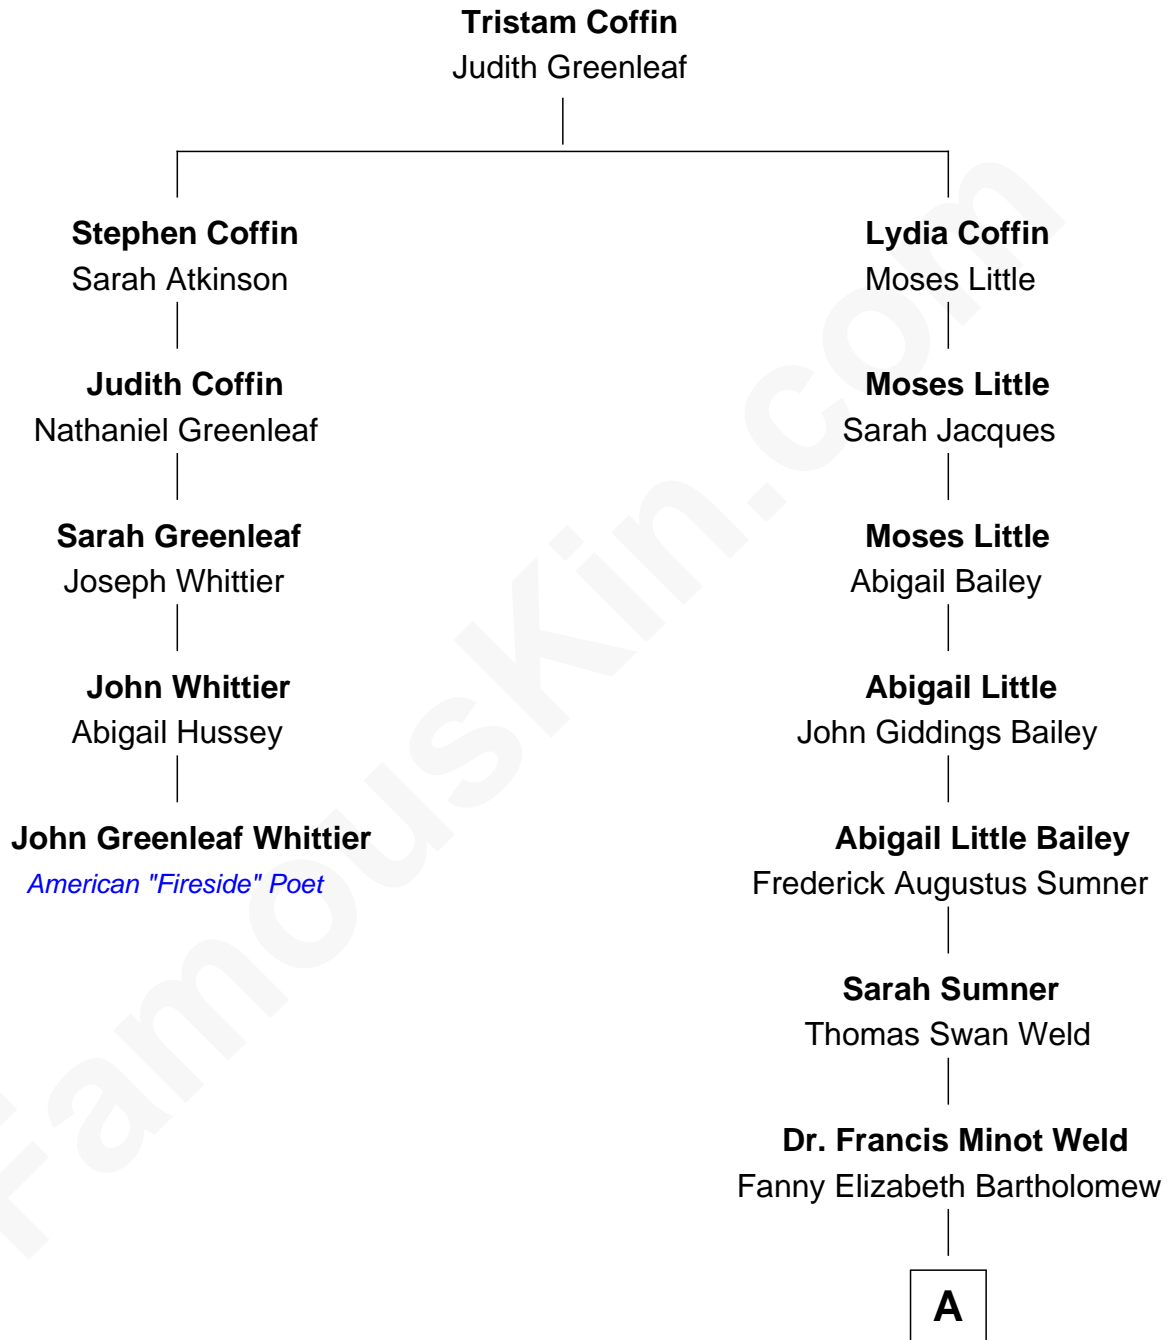 Tristam Coffin
Judith Greenleaf
Stephen Coffin
Sarah Atkinson
Lydia Coffin
Moses Little
Judith Coffin
Nathaniel Greenleaf
Moses Little
Sarah Jacques
Sarah Greenleaf
Joseph Whittier
Moses Little
Abigail Bailey
John Whittier
Abigail Hussey
Abigail Little
John Giddings Bailey
John Greenleaf Whittier
American "Fireside" Poet
Abigail Little Bailey
Frederick Augustus Sumner
Sarah Sumner
Thomas Swan Weld
Dr. Francis Minot Weld
Fanny Elizabeth Bartholomew
A
FamousKin.com